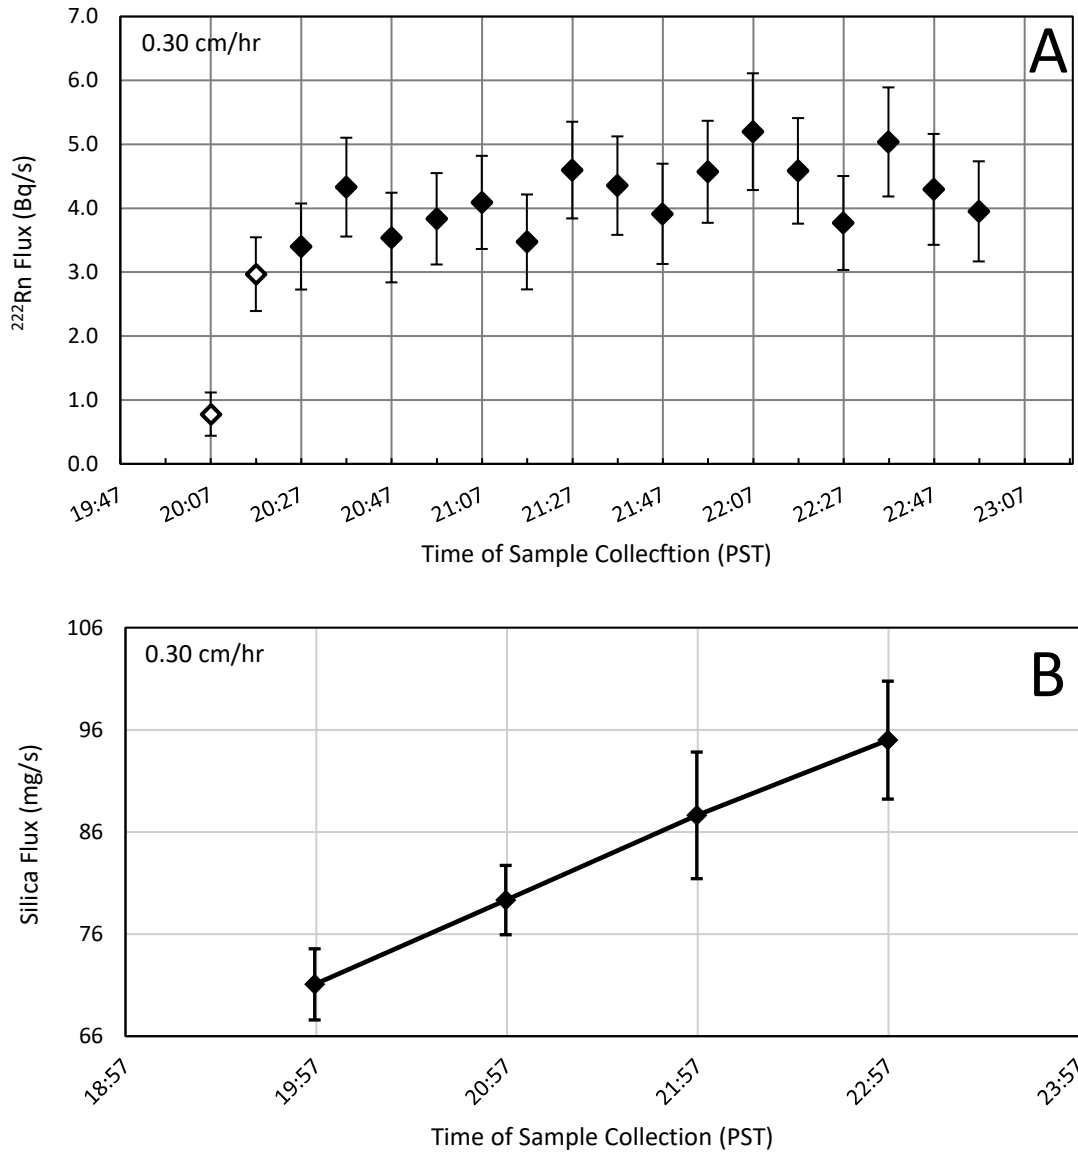 7.0
0.30 cm/hr
A
6.0
5.0
4.0
3.0
2.0
1.0
0.0
²²²Rn Flux (Bq/s)
19:47 20:07 20:27 20:47 21:07 21:27 21:47 22:07 22:27 22:47 23:07
Time of Sample Collecftion (PST)
106
0.30 cm/hr
B
96
86
76
66
Silica Flux (mg/s)
18:57 19:57 20:57 21:57 22:57 23:57
Time of Sample Collection (PST)